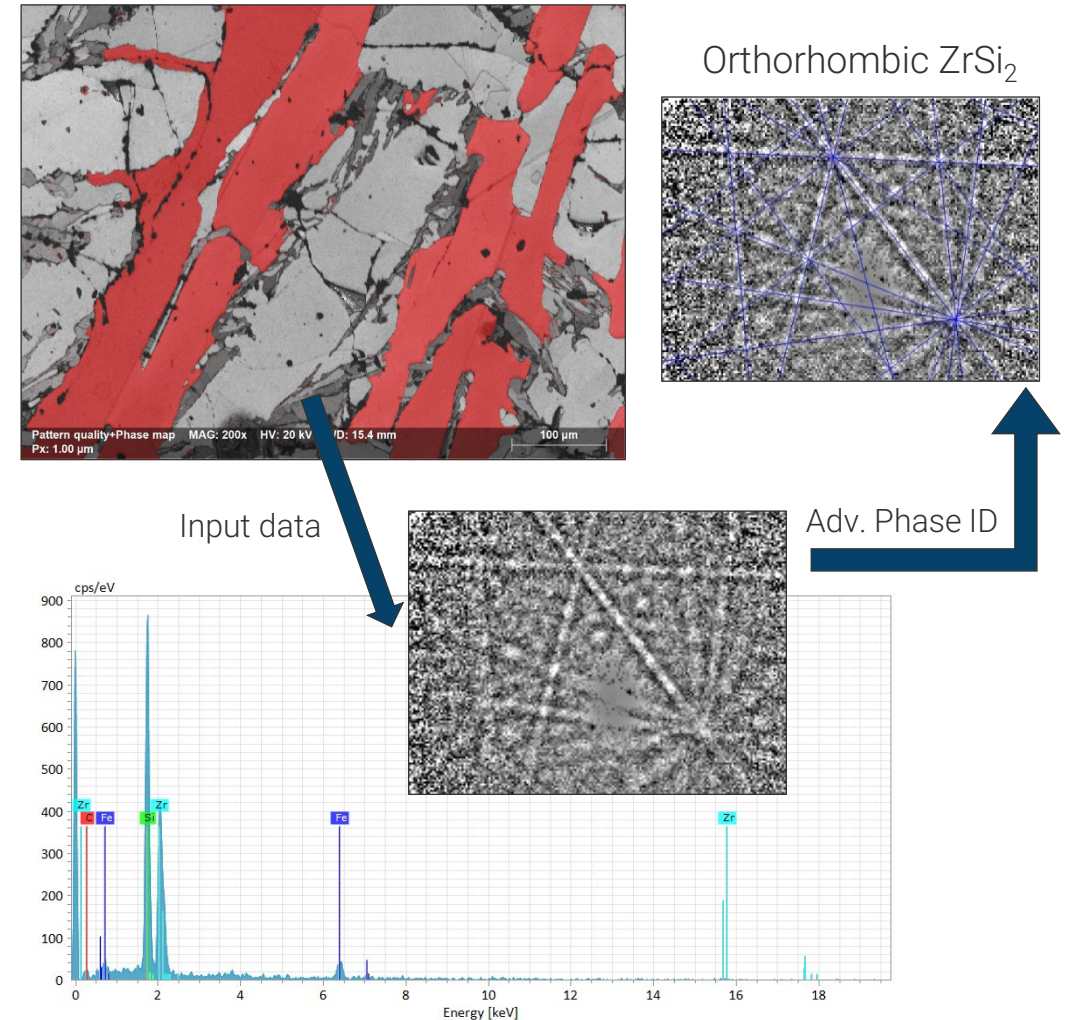 Orthorhombic ZrSi₂
Pattern quality+Phase map MAG: 200x HV: 20 kV D: 15.4 mm
Px: 1.00 µm
100 µm
Input data
Adv. Phase ID
cps/eV
900
800
700
600
500
400
300
200
100
0
Zr
C
Fe
Si
Zr
Fe
Zr
0 2 4 6 8 10 12 14 16 18
Energy [keV]